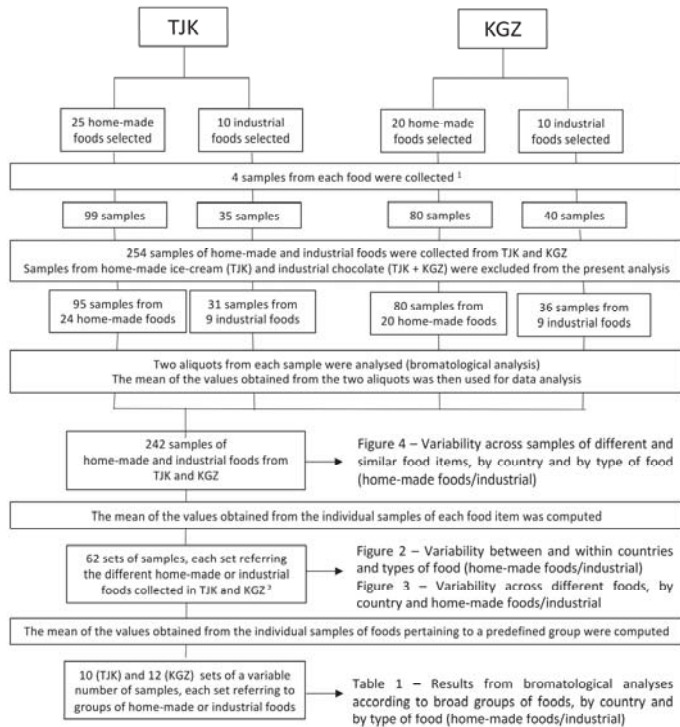 TJK
KGZ
25 home-made
foods selected
10 industrial
foods selected
20 home-made
foods selected
10 industrial
foods selected
4 samples from each food were collected 1
99 samples
35 samples
80 samples
40 samples
254 samples of home-made and industrial foods were collected from TJK and KGZ
Samples from home-made ice-cream (TJK) and industrial chocolate (TJK + KGZ) were excluded from the present analysis
95 samples from
24 home-made foods
31 samples from
9 industrial foods
80 samples from
20 home-made foods
36 samples from
9 industrial foods
Two aliquots from each sample were analysed (bromatological analysis)
The mean of the values obtained from the two aliquots was then used for data analysis
242 samples of
home-made and industrial foods from
TJK and KGZ
Figure 4 – Variability across samples of different and
similar food items, by country and by type of food
(home-made foods/industrial)
The mean of the values obtained from the individual samples of each food item was computed
62 sets of samples, each set referring
the different home-made or industrial
foods collected in TJK and KGZ
Figure 2 – Variability between and within countries
and types of food (home-made foods/industrial)
Figure 3 – Variability across different foods, by
country and home-made foods/industrial
The mean of the values obtained from the individual samples of foods pertaining to a predefined group were computed
10 (TJK) and 12 (KGZ) sets of a variable
number of samples, each set referring to
groups of home-made or industrial foods
Table 1 – Results from bromatological analyses
according to broad groups of foods, by country and
by type of food (home-made foods/industrial)